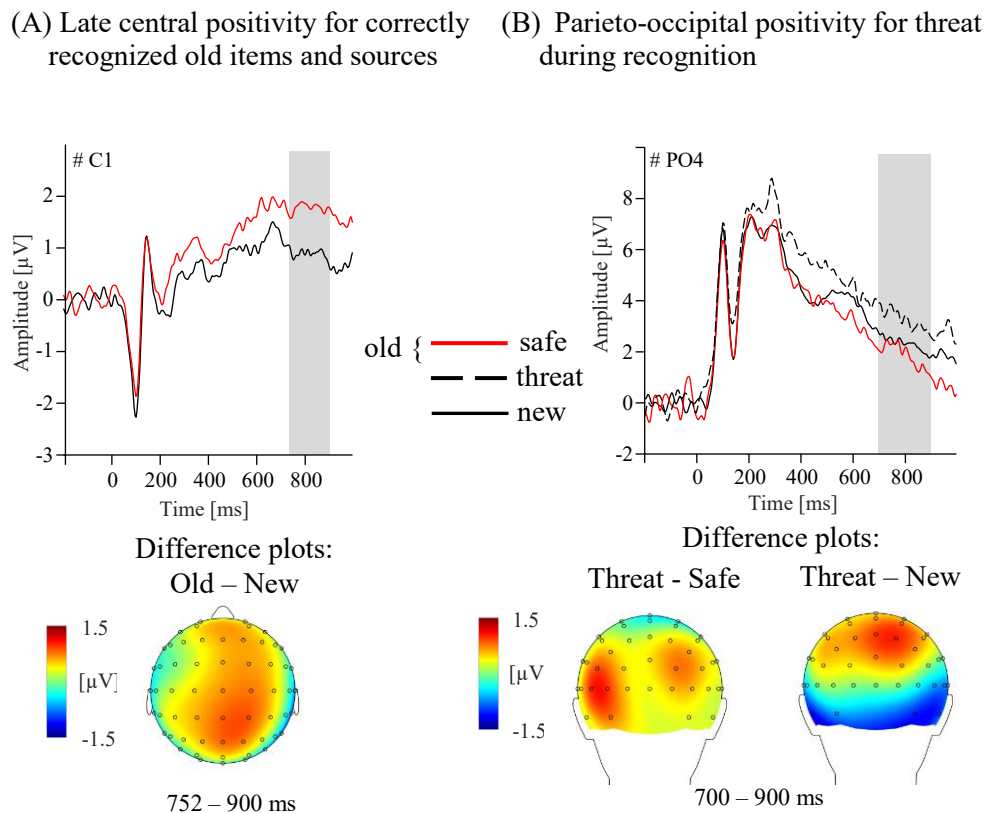 (A) Late central positivity for correctly
recognized old items and sources
(B) Parieto-occipital positivity for threat
during recognition
# C1
Amplitude [µV]
2
1
0
-1
-2
-3
0 200 400 600 800
Time [ms]
old { safe
threat
new
# PO4
Amplitude [µV]
8
6
4
2
0
-2
0 200 400 600 800
Time [ms]
Difference plots:
Old – New
1.5
[µV]
-1.5
752 – 900 ms
Difference plots:
Threat - Safe
Threat – New
1.5
[µV
-1.5
700 – 900 ms